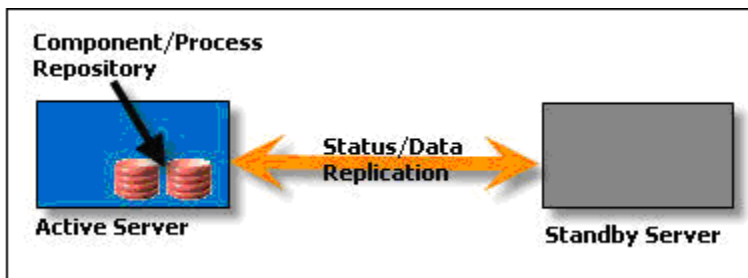 Component/Process
Repository
Status/Data
Replication
Active Server
Standby Server